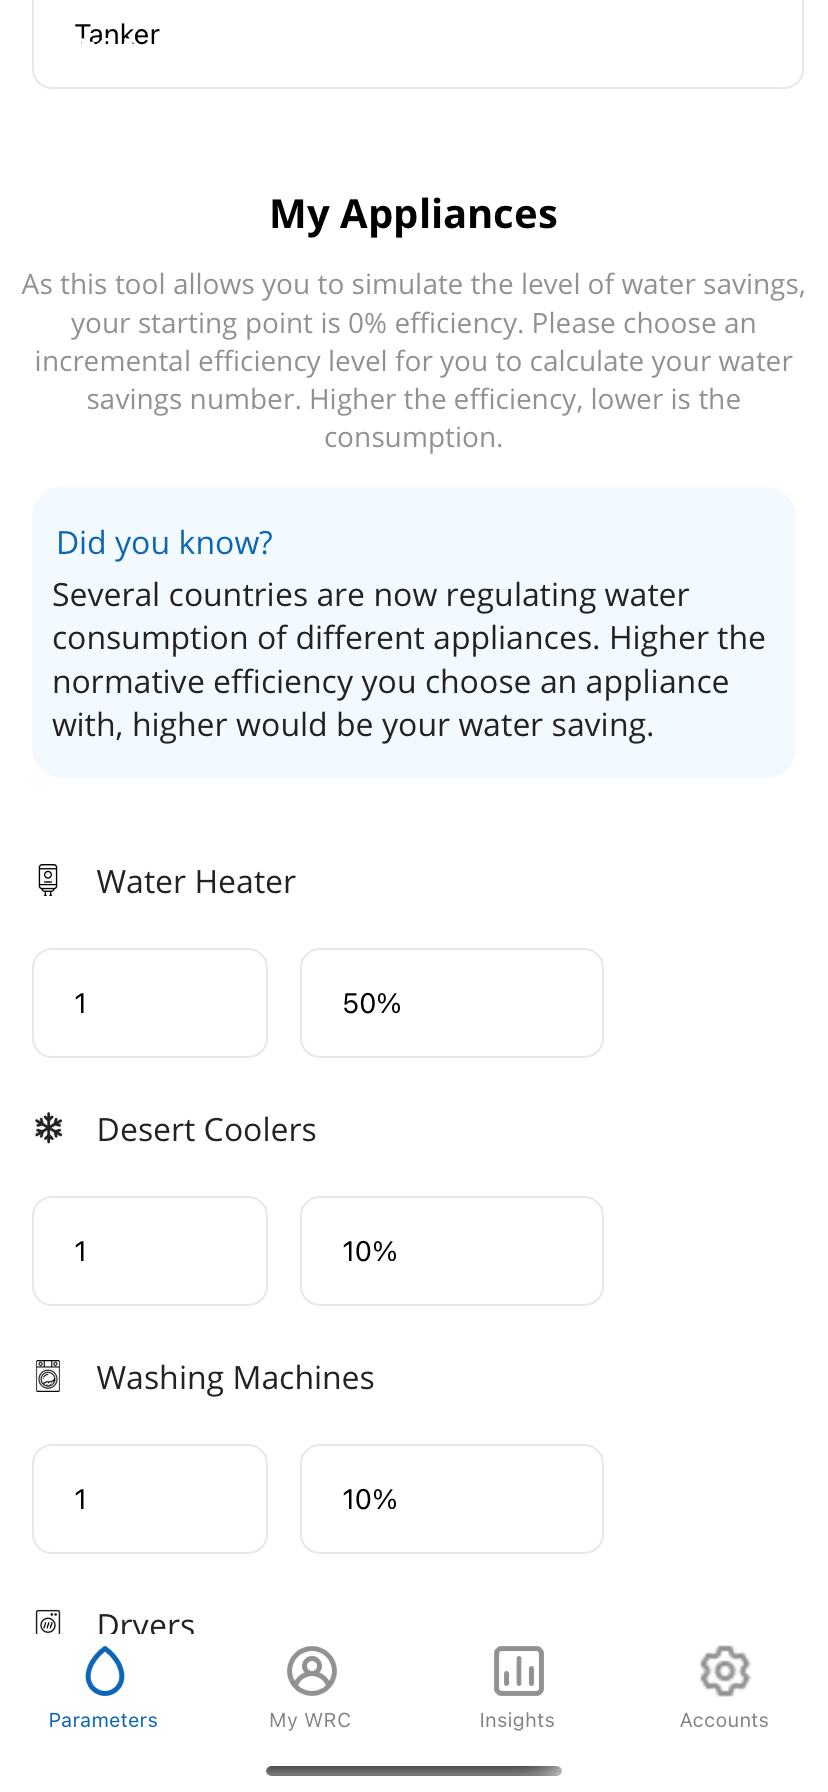 Tanker
My Appliances
As this tool allows you to simulate the level of water savings,
your starting point is 0% efficiency. Please choose an
incremental efficiency level for you to calculate your water
savings number. Higher the efficiency, lower is the
consumption.
Did you know?
Several countries are now regulating water
consumption of different appliances. Higher the
normative efficiency you choose an appliance
with, higher would be your water saving.
Water Heater
1 50%
Desert Coolers
1 10%
Washing Machines
1 10%
Dryers
Parameters My WRC Insights Accounts